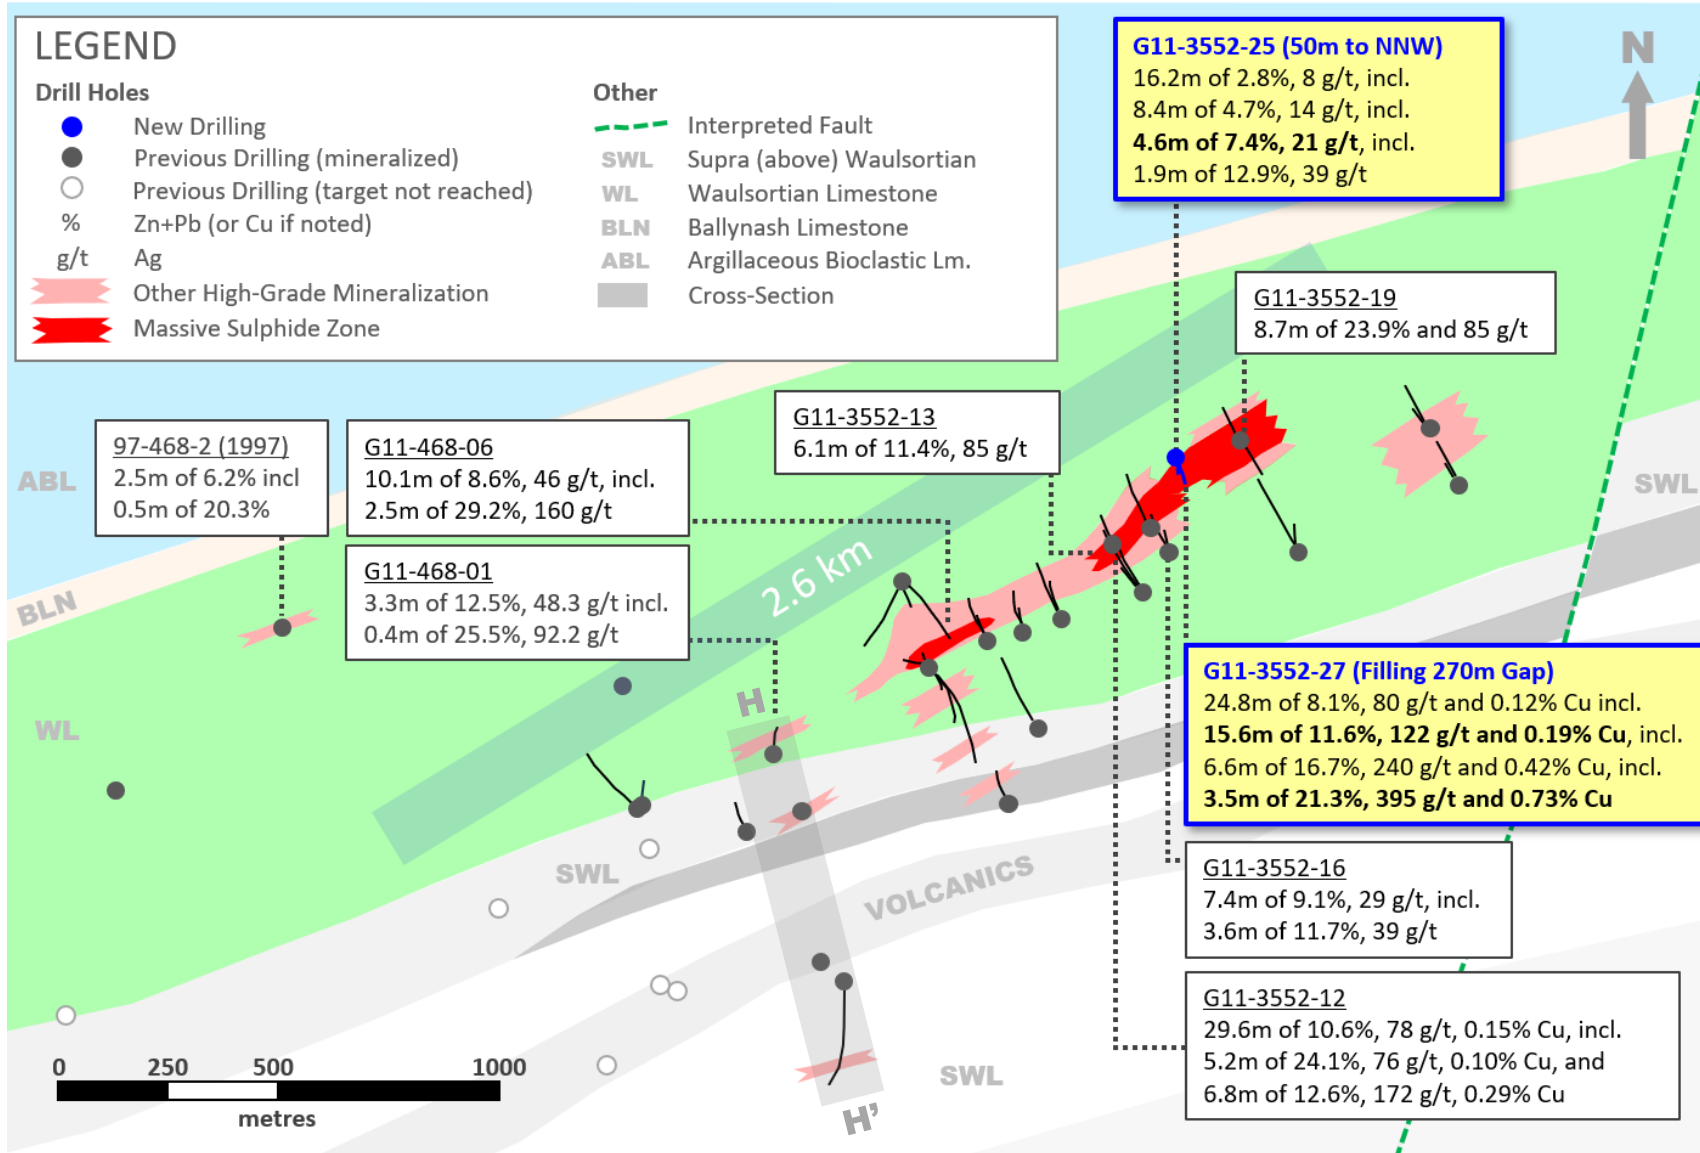 LEGEND
Drill Holes
New Drilling
Previous Drilling (mineralized)
Previous Drilling (target not reached)
% Zn+Pb (or Cu if noted)
g/t Ag
Other High-Grade Mineralization
Massive Sulphide Zone
Other
Interpreted Fault
SWL Supra (above) Waulsortian
WL Waulsortian Limestone
BLN Ballynash Limestone
ABL Argillaceous Bioclastic Lm.
Cross-Section
G11-3552-25 (50m to NNW)
16.2m of 2.8%, 8 g/t, incl.
8.4m of 4.7%, 14 g/t, incl.
4.6m of 7.4%, 21 g/t, incl.
1.9m of 12.9%, 39 g/t
N
G11-3552-19
8.7m of 23.9% and 85 g/t
G11-3552-13
6.1m of 11.4%, 85 g/t
97-468-2 (1997)
2.5m of 6.2% incl
0.5m of 20.3%
G11-468-06
10.1m of 8.6%, 46 g/t, incl.
2.5m of 29.2%, 160 g/t
G11-468-01
3.3m of 12.5%, 48.3 g/t incl.
0.4m of 25.5%, 92.2 g/t
ABL
SWL
BLN
2.6 km
WL
H
G11-3552-27 (Filling 270m Gap)
24.8m of 8.1%, 80 g/t and 0.12% Cu incl.
15.6m of 11.6%, 122 g/t and 0.19% Cu, incl.
6.6m of 16.7%, 240 g/t and 0.42% Cu, incl.
3.5m of 21.3%, 395 g/t and 0.73% Cu
SWL
VOLCANICS
G11-3552-16
7.4m of 9.1%, 29 g/t, incl.
3.6m of 11.7%, 39 g/t
G11-3552-12
29.6m of 10.6%, 78 g/t, 0.15% Cu, incl.
5.2m of 24.1%, 76 g/t, 0.10% Cu, and
6.8m of 12.6%, 172 g/t, 0.29% Cu
0 250 500 1000
metres
SWL
H'